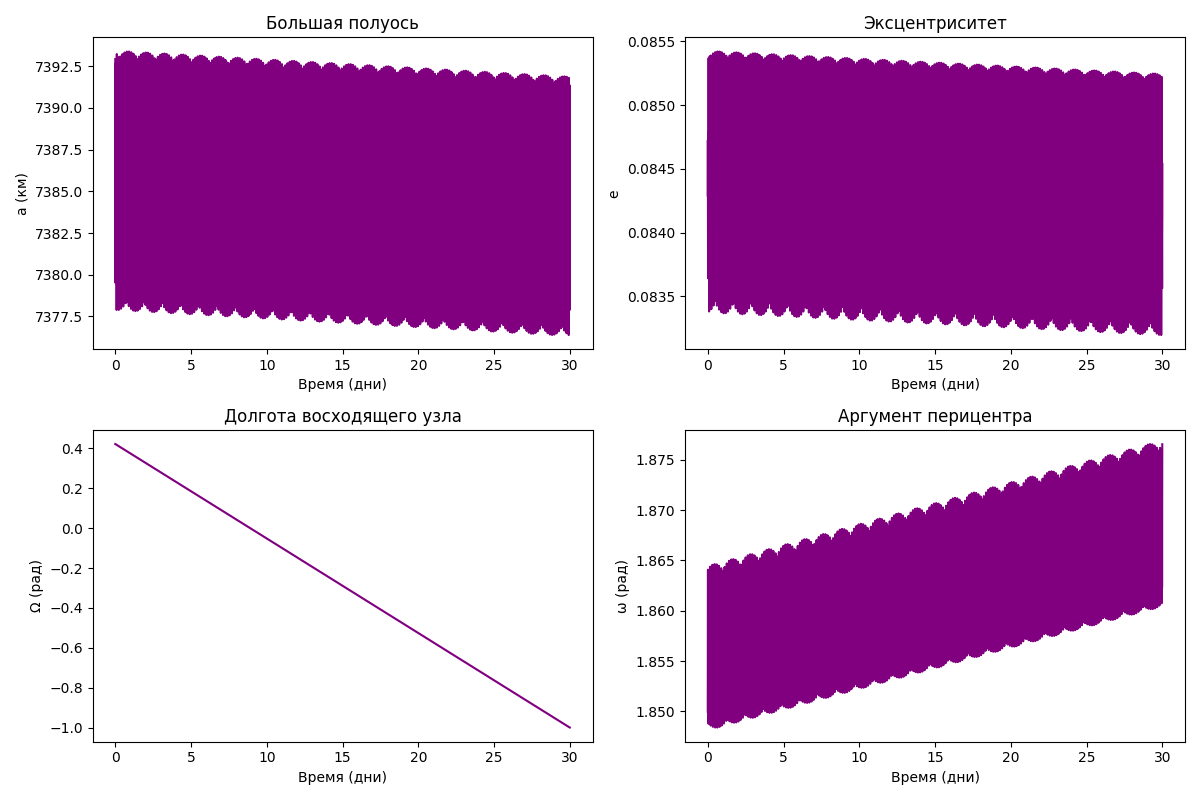 Большая полуось
a (км)
7392.5
7390.0
7387.5
7385.0
7382.5
7380.0
7377.5
0 5 10 15 20 25 30
Время (дни)
Эксцентриситет
e
0.0855
0.0850
0.0845
0.0840
0.0835
0 5 10 15 20 25 30
Время (дни)
Долгота восходящего узла
Ω (рад)
0.4
0.2
0.0
−0.2
−0.4
−0.6
−0.8
−1.0
0 5 10 15 20 25 30
Время (дни)
Аргумент перицентра
ω (рад)
1.875
1.870
1.865
1.860
1.855
1.850
0 5 10 15 20 25 30
Время (дни)